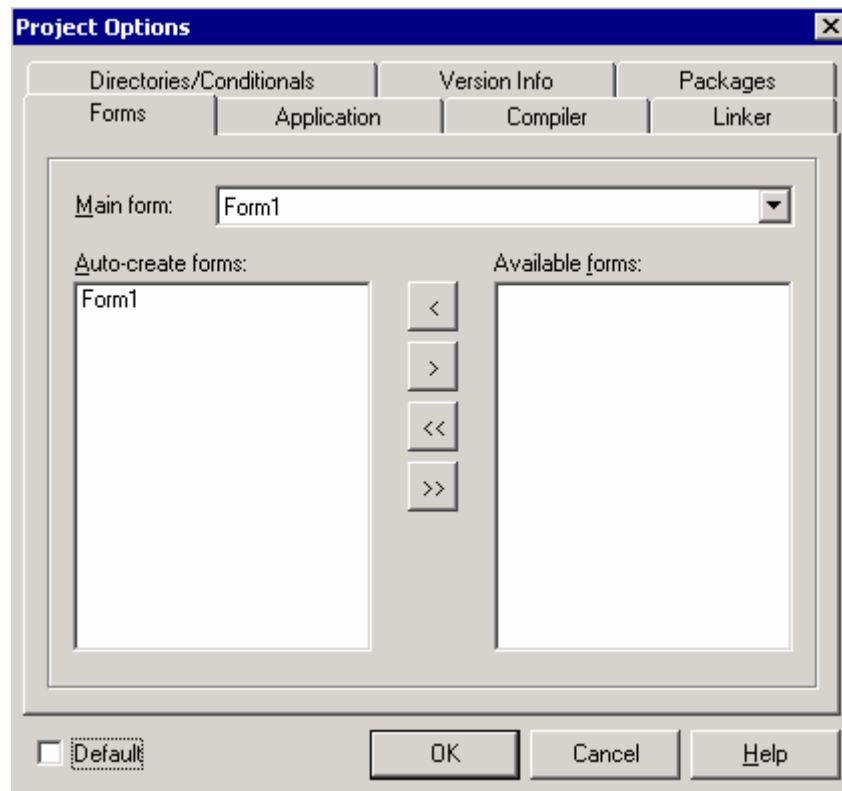 Project Options
Directories/Conditionals Version Info Packages
Forms Application Compiler Linker
Main form: Form1
Auto-create forms: Available forms:
Form1
<
>
<<
>>
Default OK Cancel Help